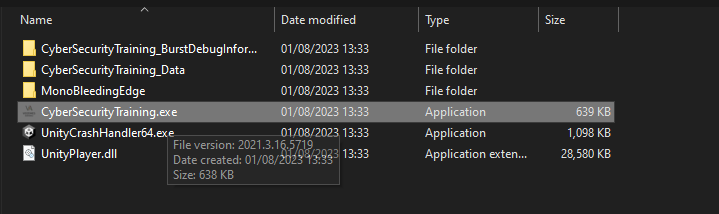 Name Date modified Type Size
CyberSecurityTraining_BurstDebugInfor... 01/08/2023 13:33 File folder
CyberSecurityTraining_Data 01/08/2023 13:33 File folder
MonoBleedingEdge 01/08/2023 13:33 File folder
CyberSecurityTraining.exe 01/08/2023 13:33 Application 639 KB
UnityCrashHandler64.exe 01/08/2023 13:33 Application 1,098 KB
UnityPlayer.dll 01/08/2023 13:33 Application exten... 28,580 KB
File version: 2021.3.16.5719
Date created: 01/08/2023 13:33
Size: 638 KB